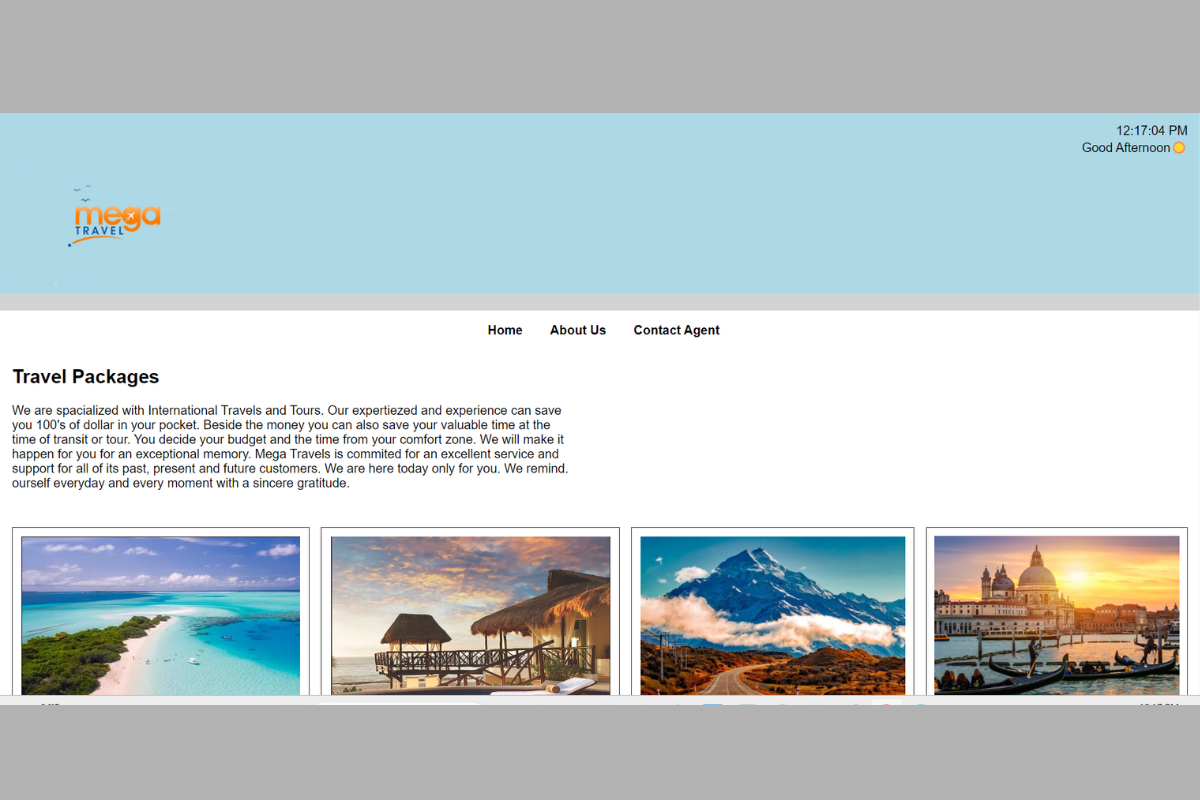 12:17:04 PM
Good Afternoon
mega
TRAVEL
Home About Us Contact Agent
Travel Packages
We are spacialized with International Travels and Tours. Our expertiezed and experience can save
you 100's of dollar in your pocket. Beside the money you can also save your valuable time at the
time of transit or tour. You decide your budget and the time from your comfort zone. We will make it
happen for you for an exceptional memory. Mega Travels is commited for an excellent service and
support for all of its past, present and future customers. We are here today only for you. We remind.
ourself everyday and every moment with a sincere gratitude.